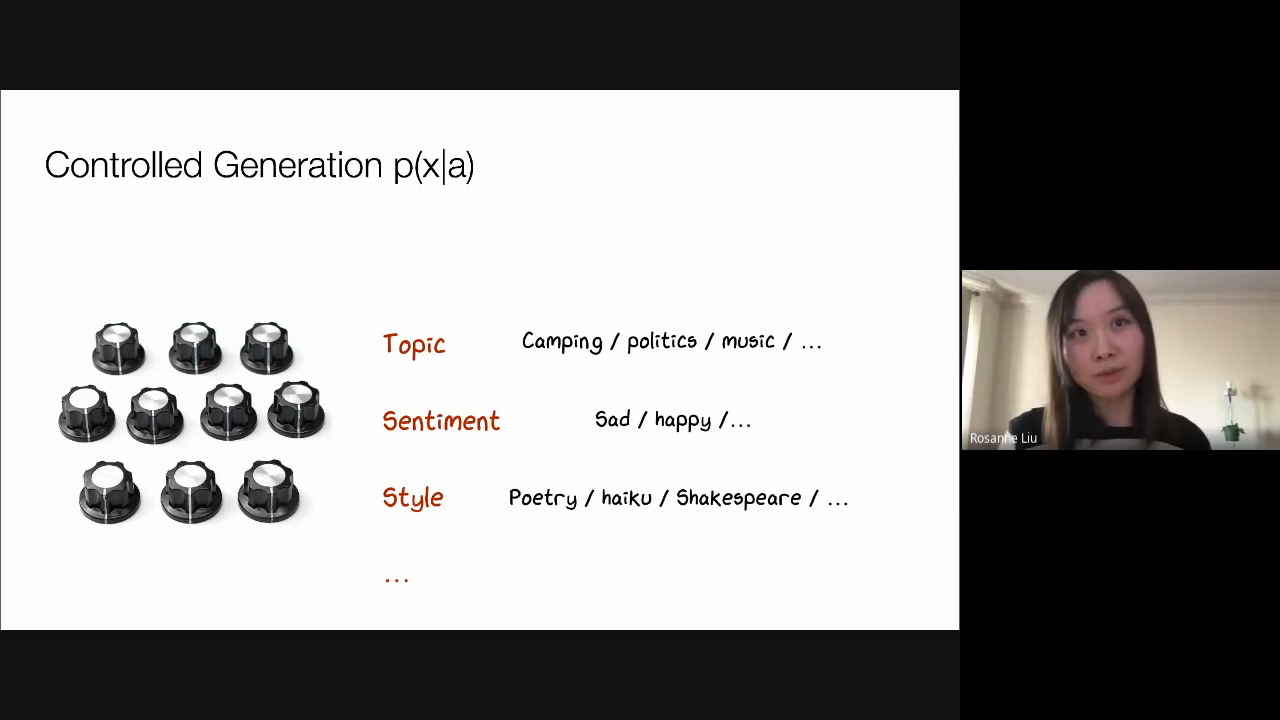 Controlled Generation p(x|a)
Topic Camping / politics / music / ...
Sentiment Sad / happy /...
Style Poetry / haiku / Shakespeare / ...
...
Rosanne Liu